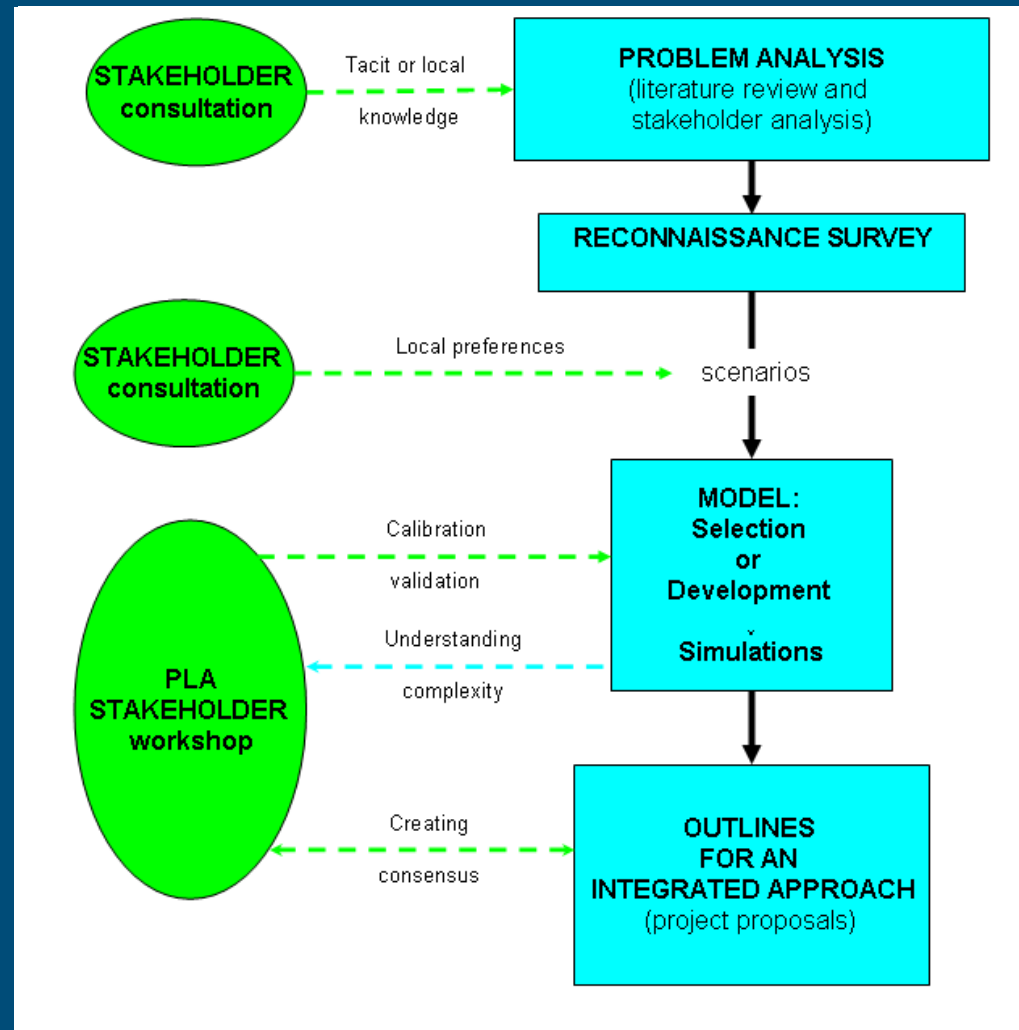 STAKEHOLDER
consultation
Tacit or local
knowledge
PROBLEM ANALYSIS
(literature review and
stakeholder analysis)
RECONNAISSANCE SURVEY
STAKEHOLDER
consultation
Local preferences
scenarios
MODEL:
Selection
or
Development
Simulations
Calibration
validation
Understanding
complexity
PLA
STAKEHOLDER
workshop
Creating
consensus
OUTLINES
FOR AN
INTEGRATED APPROACH
(project proposals)